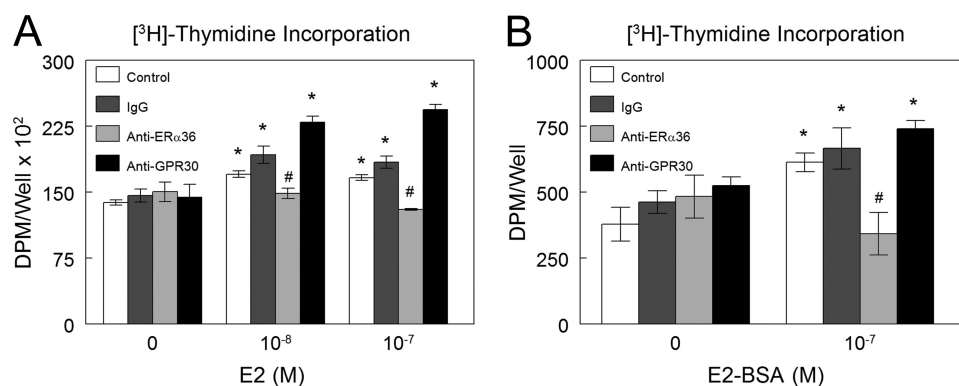 A
[³H]-Thymidine Incorporation
300
225
150
75
0
DPM/Well x 10²
Control
IgG
Anti-ERα36
Anti-GPR30
* * *
#
* * *
#
0
10⁻⁸
10⁻⁷
E2 (M)
B
[³H]-Thymidine Incorporation
1000
750
500
250
0
DPM/Well
Control
IgG
Anti-ERα36
Anti-GPR30
* * *
#
0
10⁻⁷
E2-BSA (M)